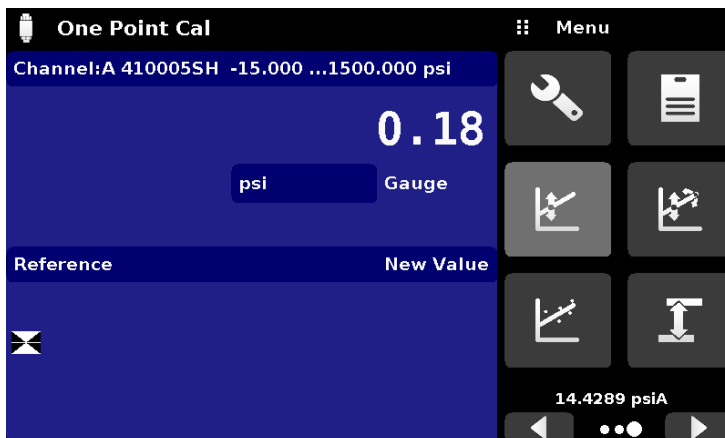 One Point Cal
Menu
Channel:A 410005SH -15.000 ...1500.000 psi
0.18
psi
Gauge
Reference
New Value
14.4289 psiA